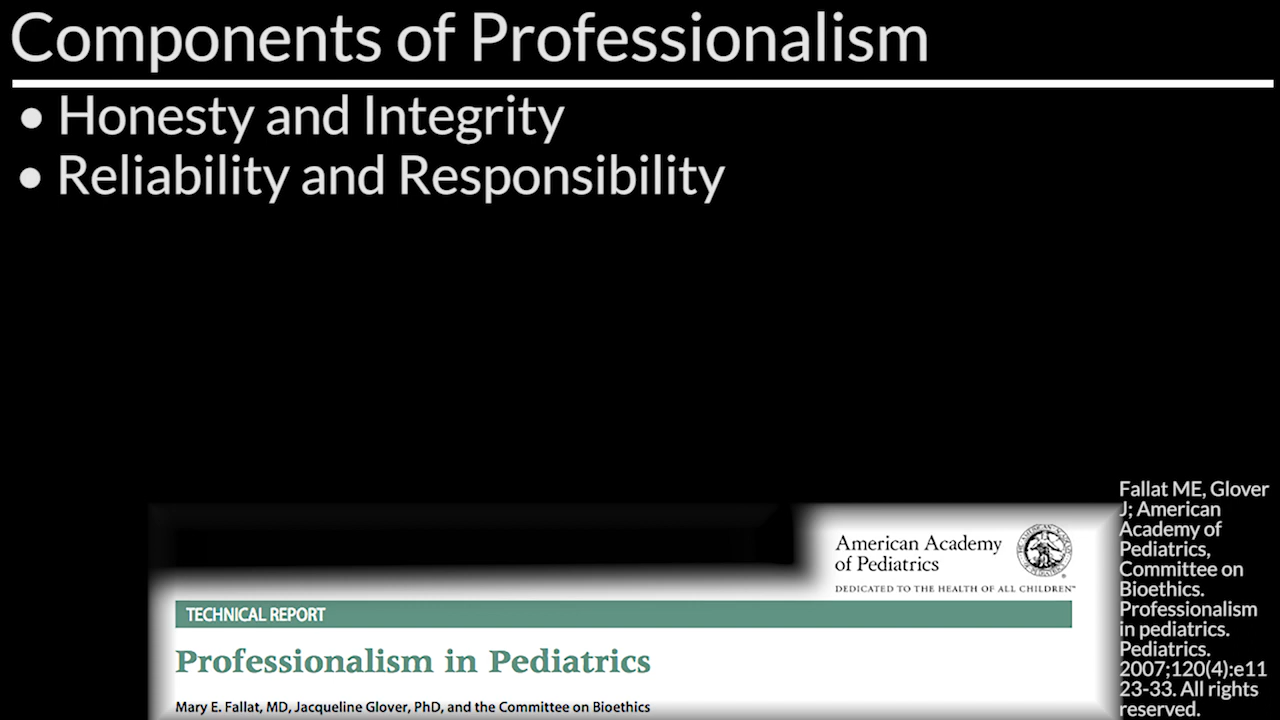 Components of Professionalism
• Honesty and Integrity
• Reliability and Responsibility
American Academy
of Pediatrics
DEDICATED TO THE HEALTH OF ALL CHILDREN™
TECHNICAL REPORT
Professionalism in Pediatrics
Mary E. Fallat, MD, Jacqueline Glover, PhD, and the Committee on Bioethics
Fallat ME, Glover
J; American
Academy of
Pediatrics,
Committee on
Bioethics.
Professionalism
in pediatrics.
Pediatrics.
2007;120(4):e11
23-33. All rights
reserved.